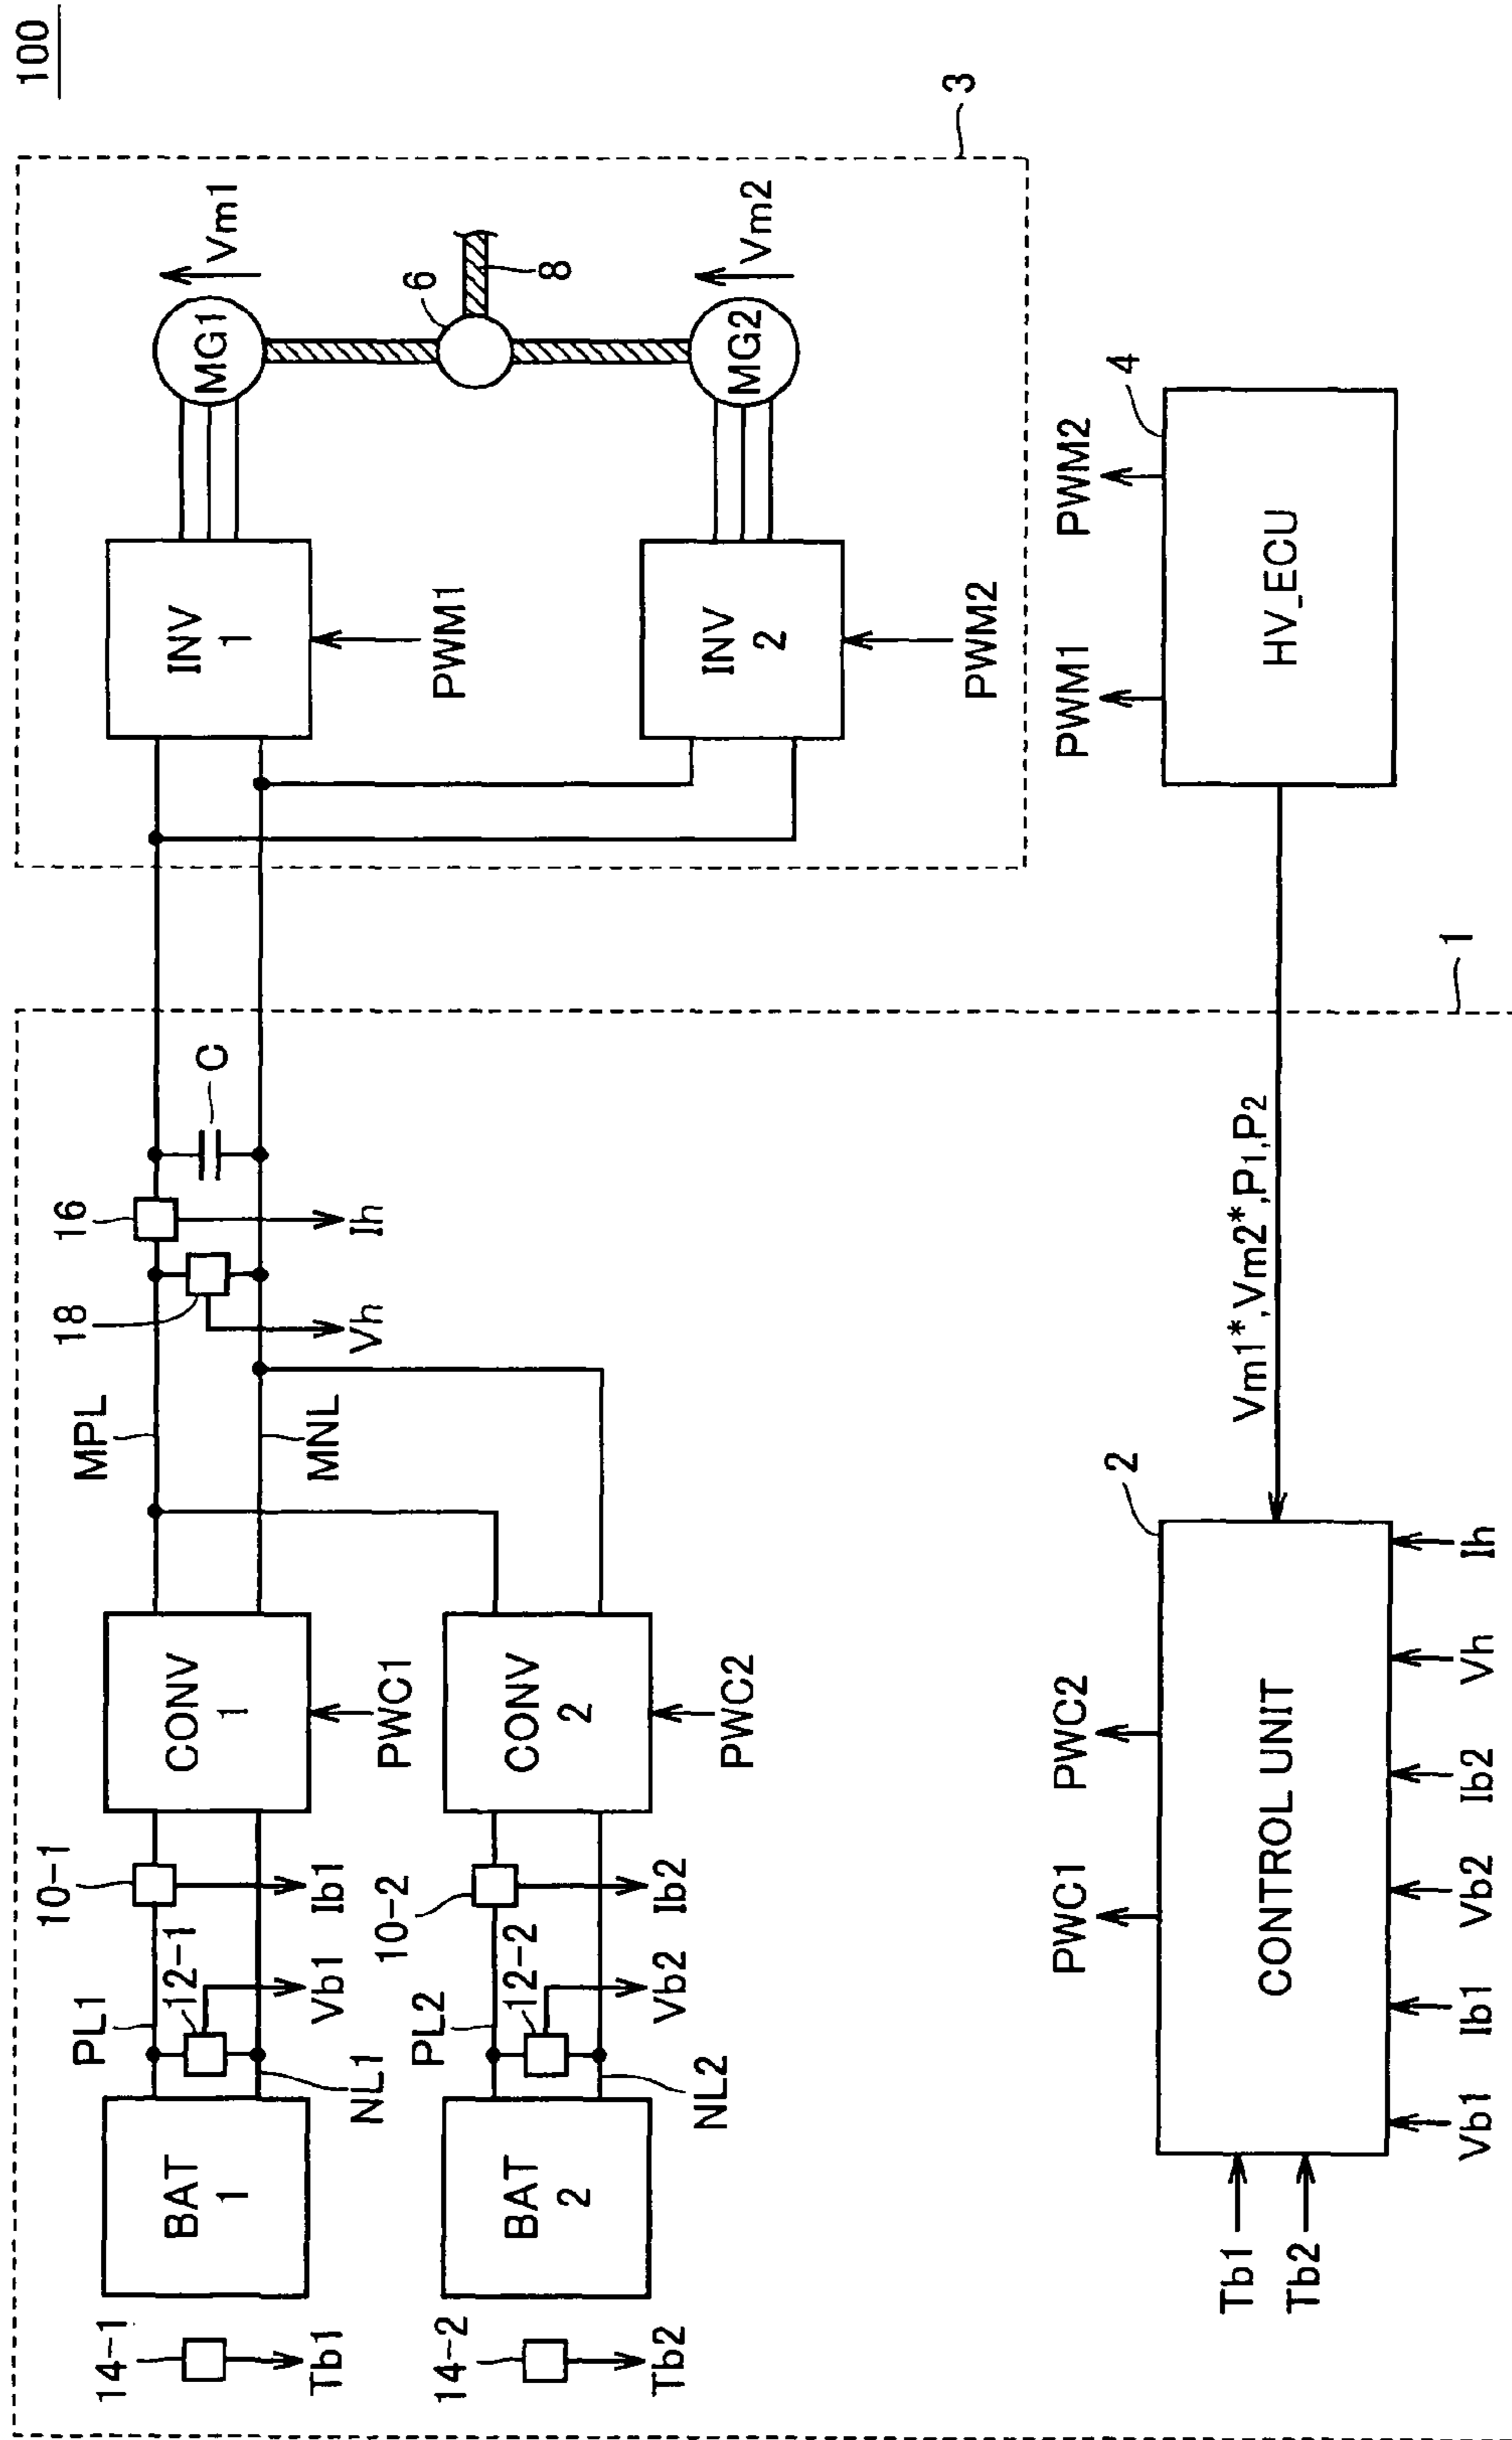 100
3
Vm1
MG1
6
8
Vm2
MG2
INV
1
PWM1
INV
2
PWM2
C
16
Ih
18
Vh
MPL
MNL
CONV
1
PWC1
CONV
2
PWC2
10-1
Ib1
10-2
Ib2
PL1
12-1
Vb1
NL1
PL2
12-2
Vb2
NL2
BAT
1
BAT
2
14-1
Tb1
14-2
Tb2
1
4
PWM1
PWM2
HV_ECU
Vm1*,Vm2*,P1,P2
2
PWC1
PWC2
CONTROL UNIT
Tb1
Tb2
Vb1
Ib1
Vb2
Ib2
Vh
Ih